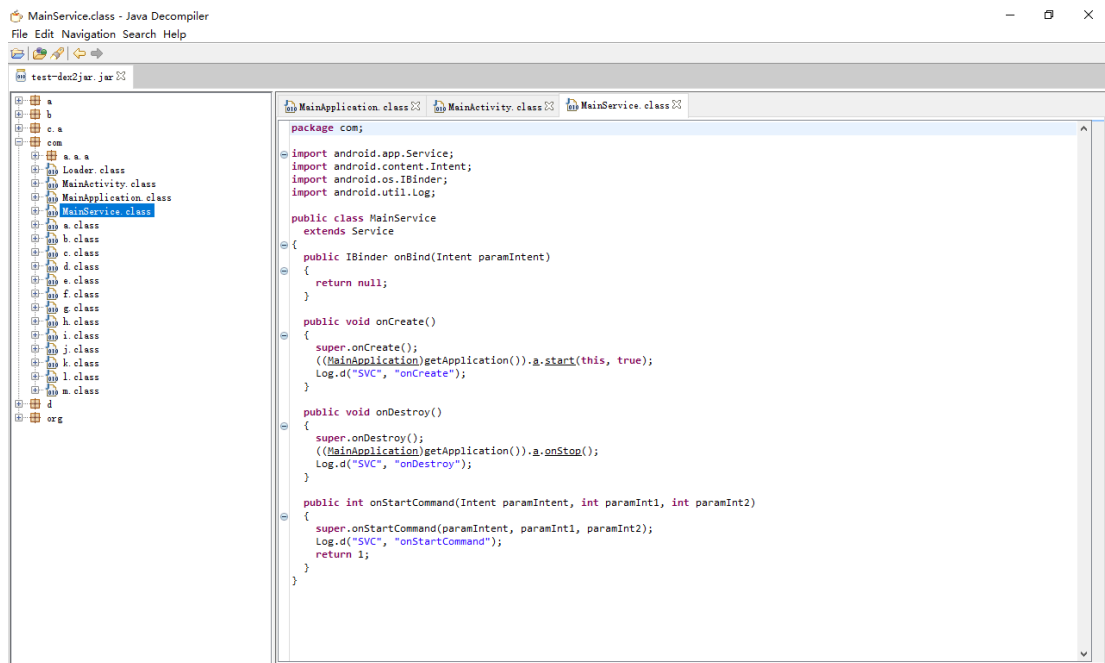 MainService.class - Java Decompiler
File Edit Navigation Search Help
test-dex2jar.jar
a
b
c.a
com
a.a.a
Loader.class
MainActivity.class
MainApplication.class
MainService.class
a.class
b.class
c.class
d.class
e.class
f.class
g.class
h.class
i.class
j.class
k.class
l.class
m.class
d
org
MainApplication.class MainActivity.class MainService.class
package com;
import android.app.Service;
import android.content.Intent;
import android.os.IBinder;
import android.util.Log;
public class MainService
extends Service
{
public IBinder onBind(Intent paramIntent)
{
return null;
}
public void onCreate()
{
super.onCreate();
((MainApplication)getApplication()).a.start(this, true);
Log.d("SVC", "onCreate");
}
public void onDestroy()
{
super.onDestroy();
((MainApplication)getApplication()).a.onStop();
Log.d("SVC", "onDestroy");
}
public int onStartCommand(Intent paramIntent, int paramInt1, int paramInt2)
{
super.onStartCommand(paramIntent, paramInt1, paramInt2);
Log.d("SVC", "onStartCommand");
return 1;
}
}